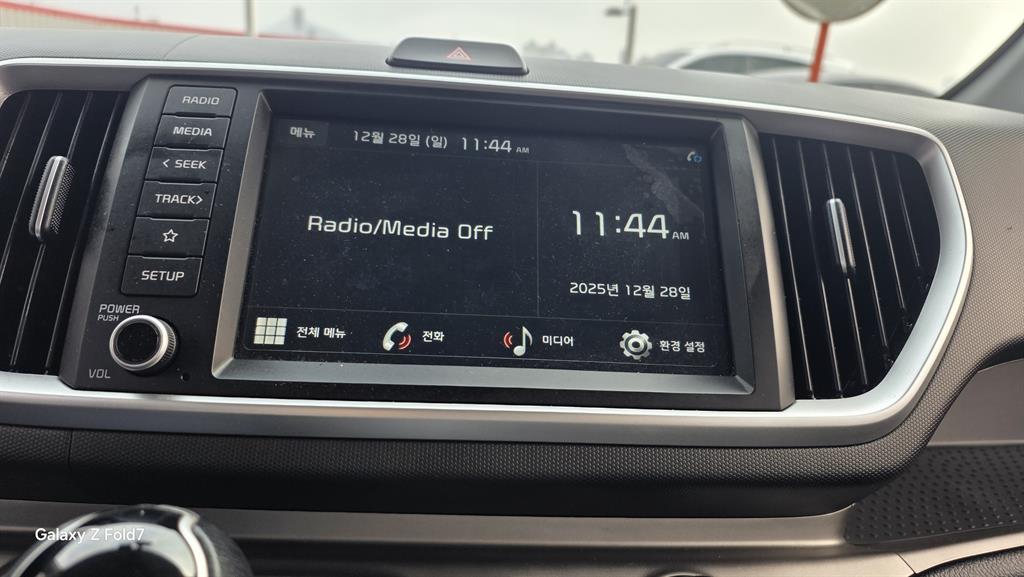 RADIO
MEDIA
< SEEK
TRACK>
SETUP
POWER
PUSH
VOL
메뉴 12월 28일 (일) 11:44 AM
Radio/Media Off
11:44 AM
2025년 12월 28일
전체 메뉴 전화 미디어 환경 설정
Galaxy Z Fold7